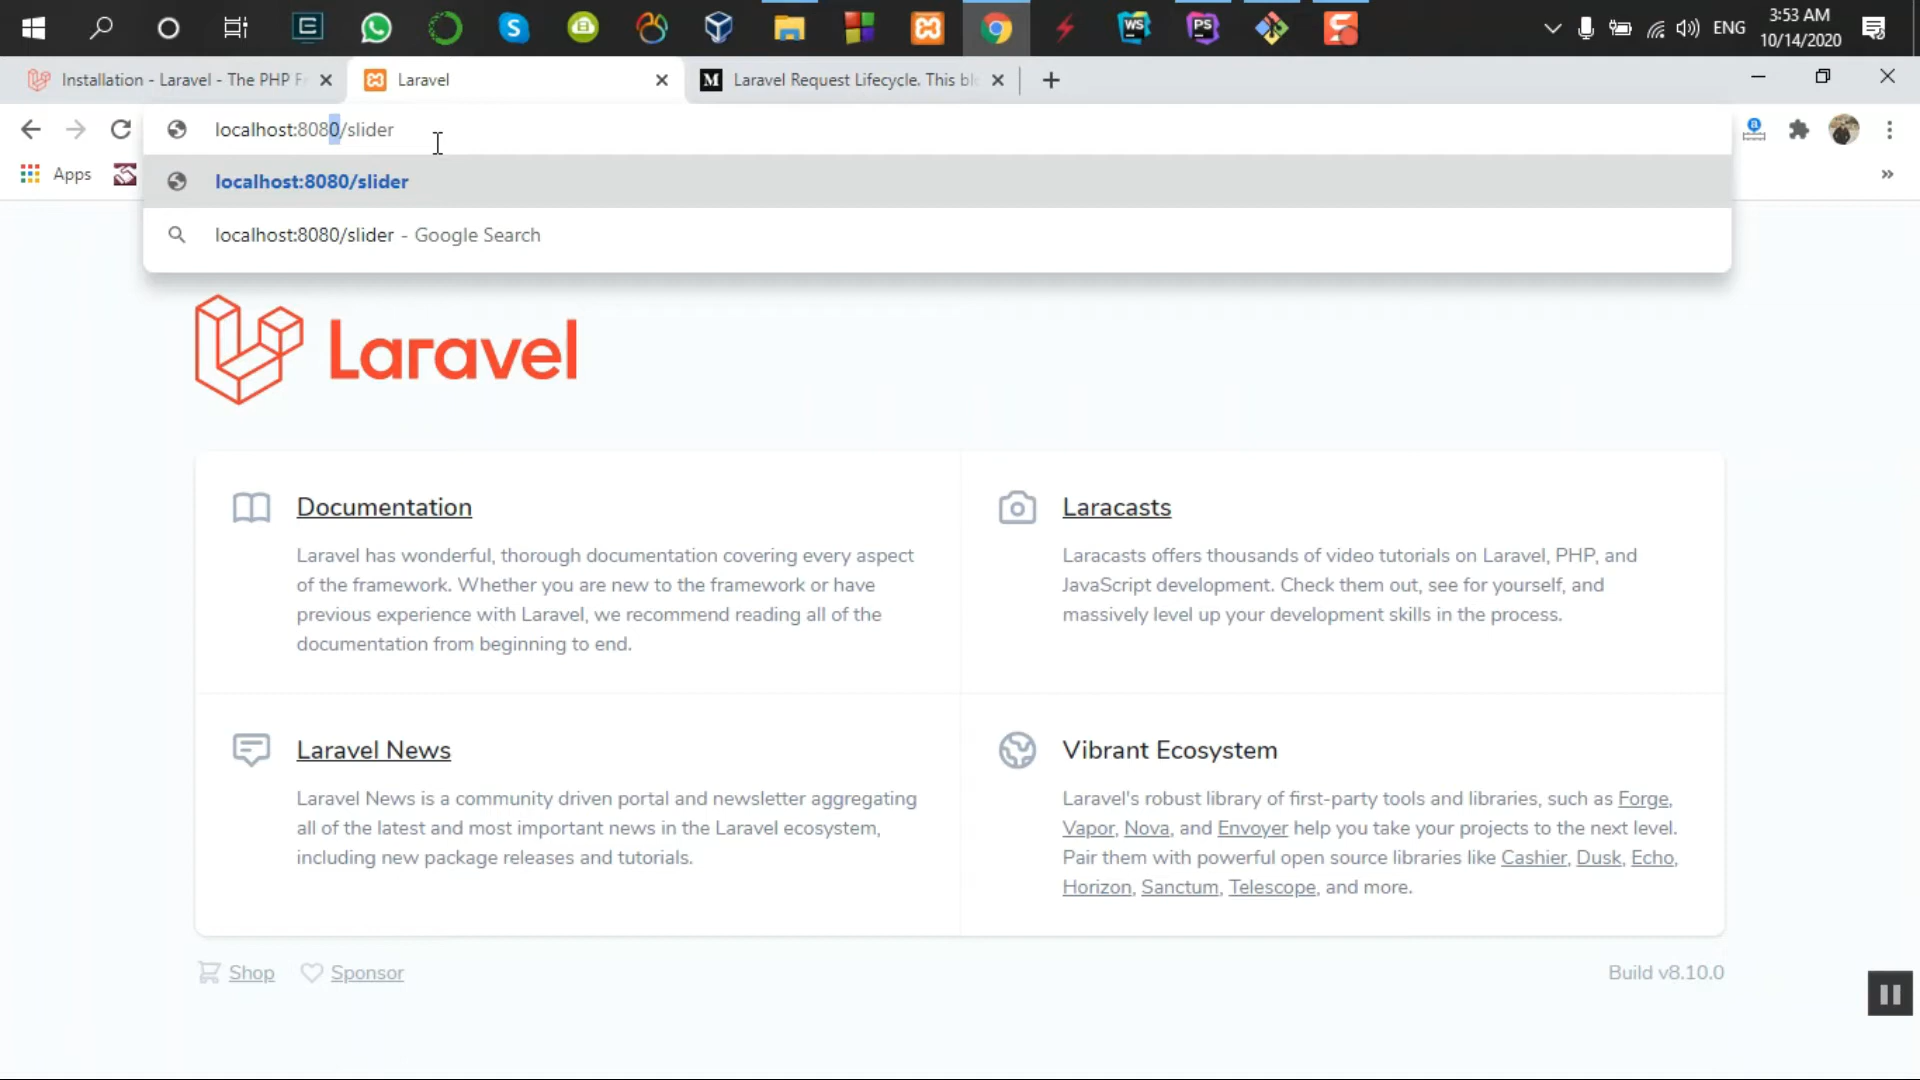 ENG
3:53 AM
10/14/2020
WS
PS
Installation - Laravel - The PHP Fr
Laravel
M
Laravel Request Lifecycle. This blo
localhost:8080/slider
a
Apps
localhost:8080/slider
localhost:8080/slider - Google Search
»
Laravel
Documentation
Laravel has wonderful, thorough documentation covering every aspect
of the framework. Whether you are new to the framework or have
previous experience with Laravel, we recommend reading all of the
documentation from beginning to end.
Laracasts
Laracasts offers thousands of video tutorials on Laravel, PHP, and
JavaScript development. Check them out, see for yourself, and
massively level up your development skills in the process.
Laravel News
Laravel News is a community driven portal and newsletter aggregating
all of the latest and most important news in the Laravel ecosystem,
including new package releases and tutorials.
Vibrant Ecosystem
Laravel's robust library of first-party tools and libraries, such as Forge,
Vapor, Nova, and Envoyer help you take your projects to the next level.
Pair them with powerful open source libraries like Cashier, Dusk, Echo,
Horizon, Sanctum, Telescope, and more.
Shop
Sponsor
Build v8.10.0